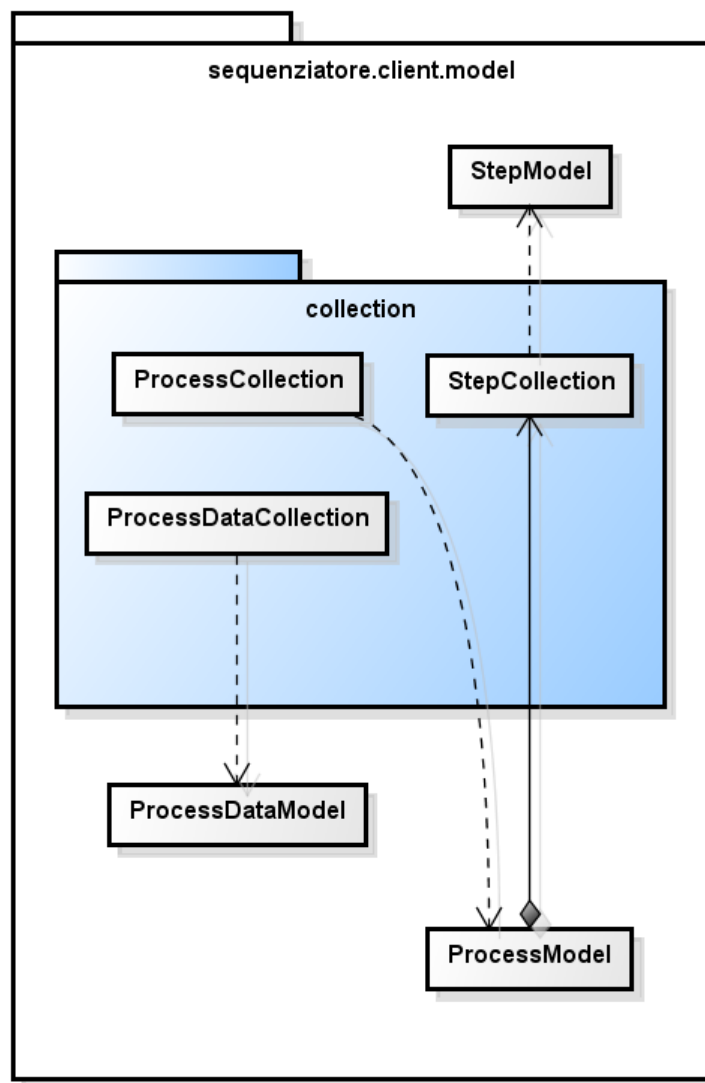 sequenziatore.client.model
StepModel
collection
ProcessCollection
StepCollection
ProcessDataCollection
ProcessDataModel
ProcessModel